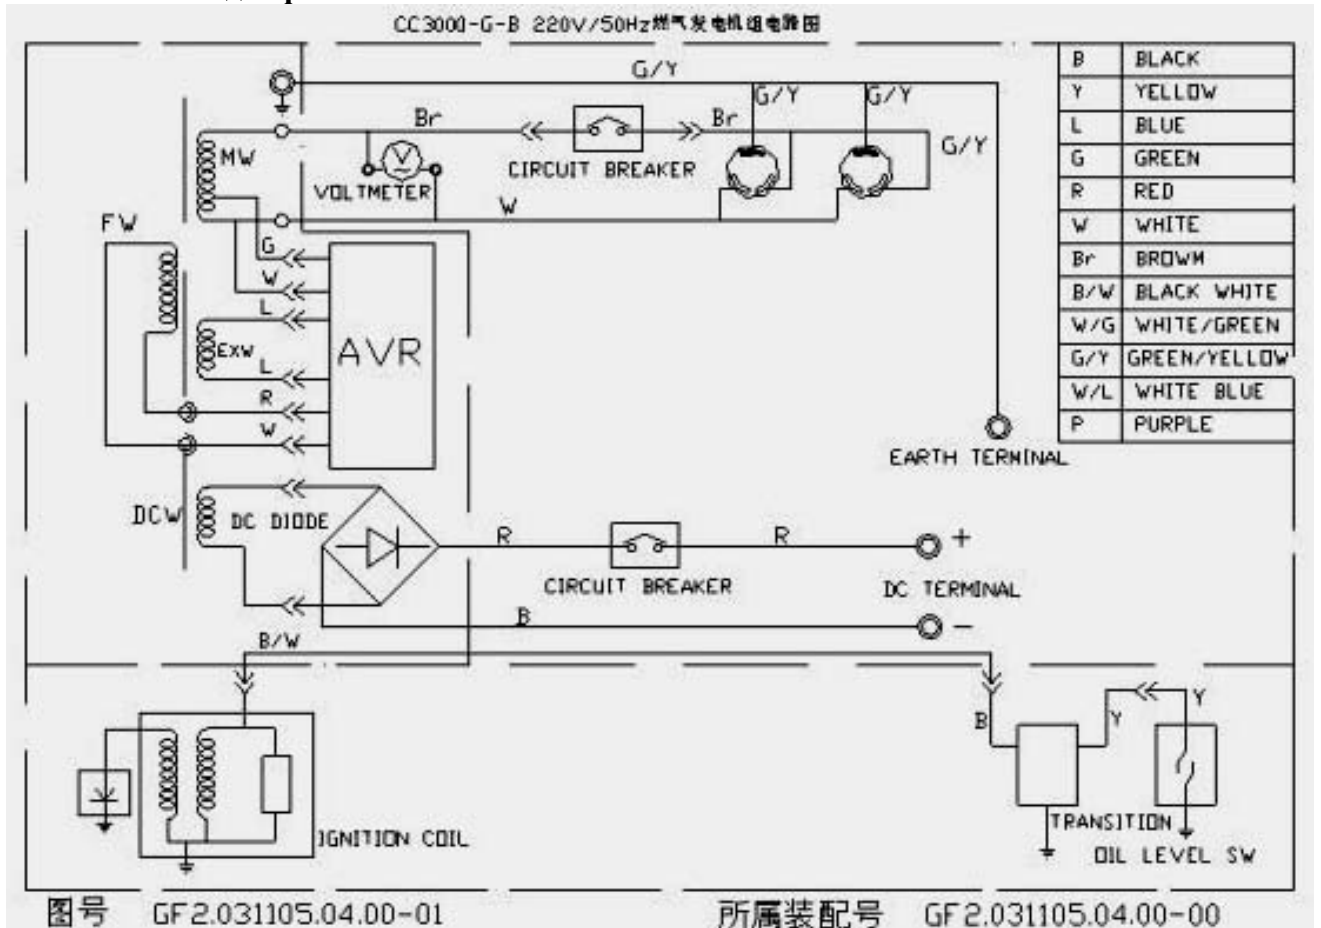 CC3000-G-B 220V/50Hz燃气发电机组电路图
B BLACK
Y YELLOW
L BLUE
G GREEN
R RED
W WHITE
Br BROWM
B/W BLACK WHITE
W/G WHITE/GREEN
G/Y GREEN/YELLOW
W/L WHITE BLUE
P PURPLE
G/Y
G/Y
G/Y
Br
Br
G/Y
MW
V
CIRCUIT BREAKER
VOLTMETER
W
FW
G
W
L
EXW
AVR
L
R
W
EARTH TERMINAL
DCW
DC DIODE
R
R
+
CIRCUIT BREAKER
DC TERMINAL
B
−
B/W
B
Y
Y
IGNITION COIL
TRANSITION
OIL LEVEL SW
图号 GF2.031105.04.00-01
所属装配号 GF2.031105.04.00-00